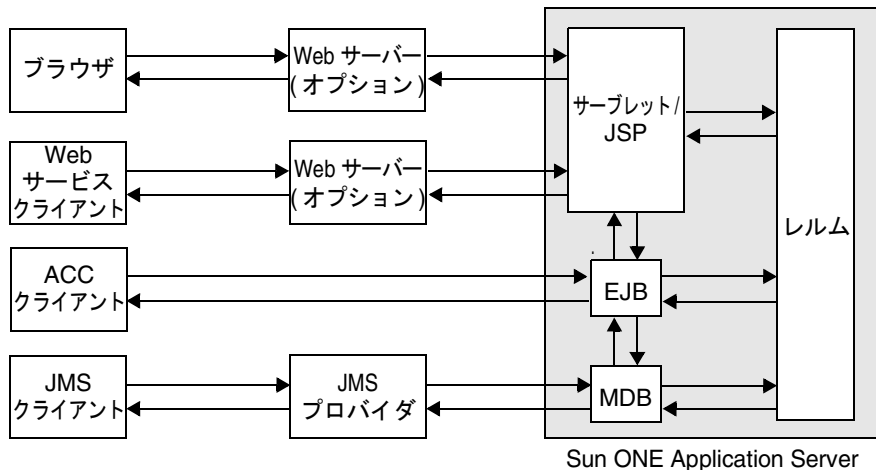 ブラウザ
Web サーバー
( オプション )
サーブレット /
JSP
Web
サービス
クライアント
Web サーバー
( オプション )
レルム
ACC
クライアント
EJB
JMS
クライアント
JMS
プロバイダ
MDB
Sun ONE Application Server